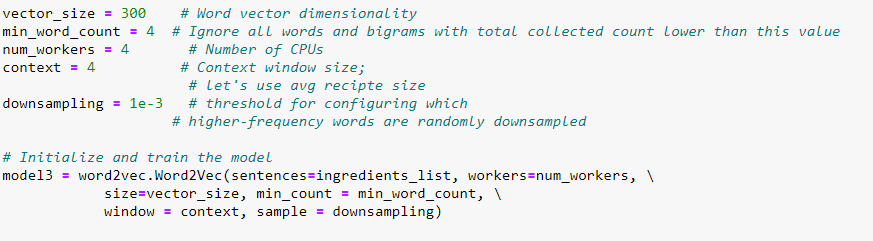 vector_size = 300    # Word vector dimensionality
min_word_count = 4  # Ignore all words and bigrams with total collected count lower than this value
num_workers = 4       # Number of CPUs
context = 4          # Context window size;
                      # let's use avg recipte size
downsampling = 1e-3   # threshold for configuring which
                    # higher-frequency words are randomly downsampled

# Initialize and train the model
model3 = word2vec.Word2Vec(sentences=ingredients_list, workers=num_workers, \
            size=vector_size, min_count = min_word_count, \
            window = context, sample = downsampling)